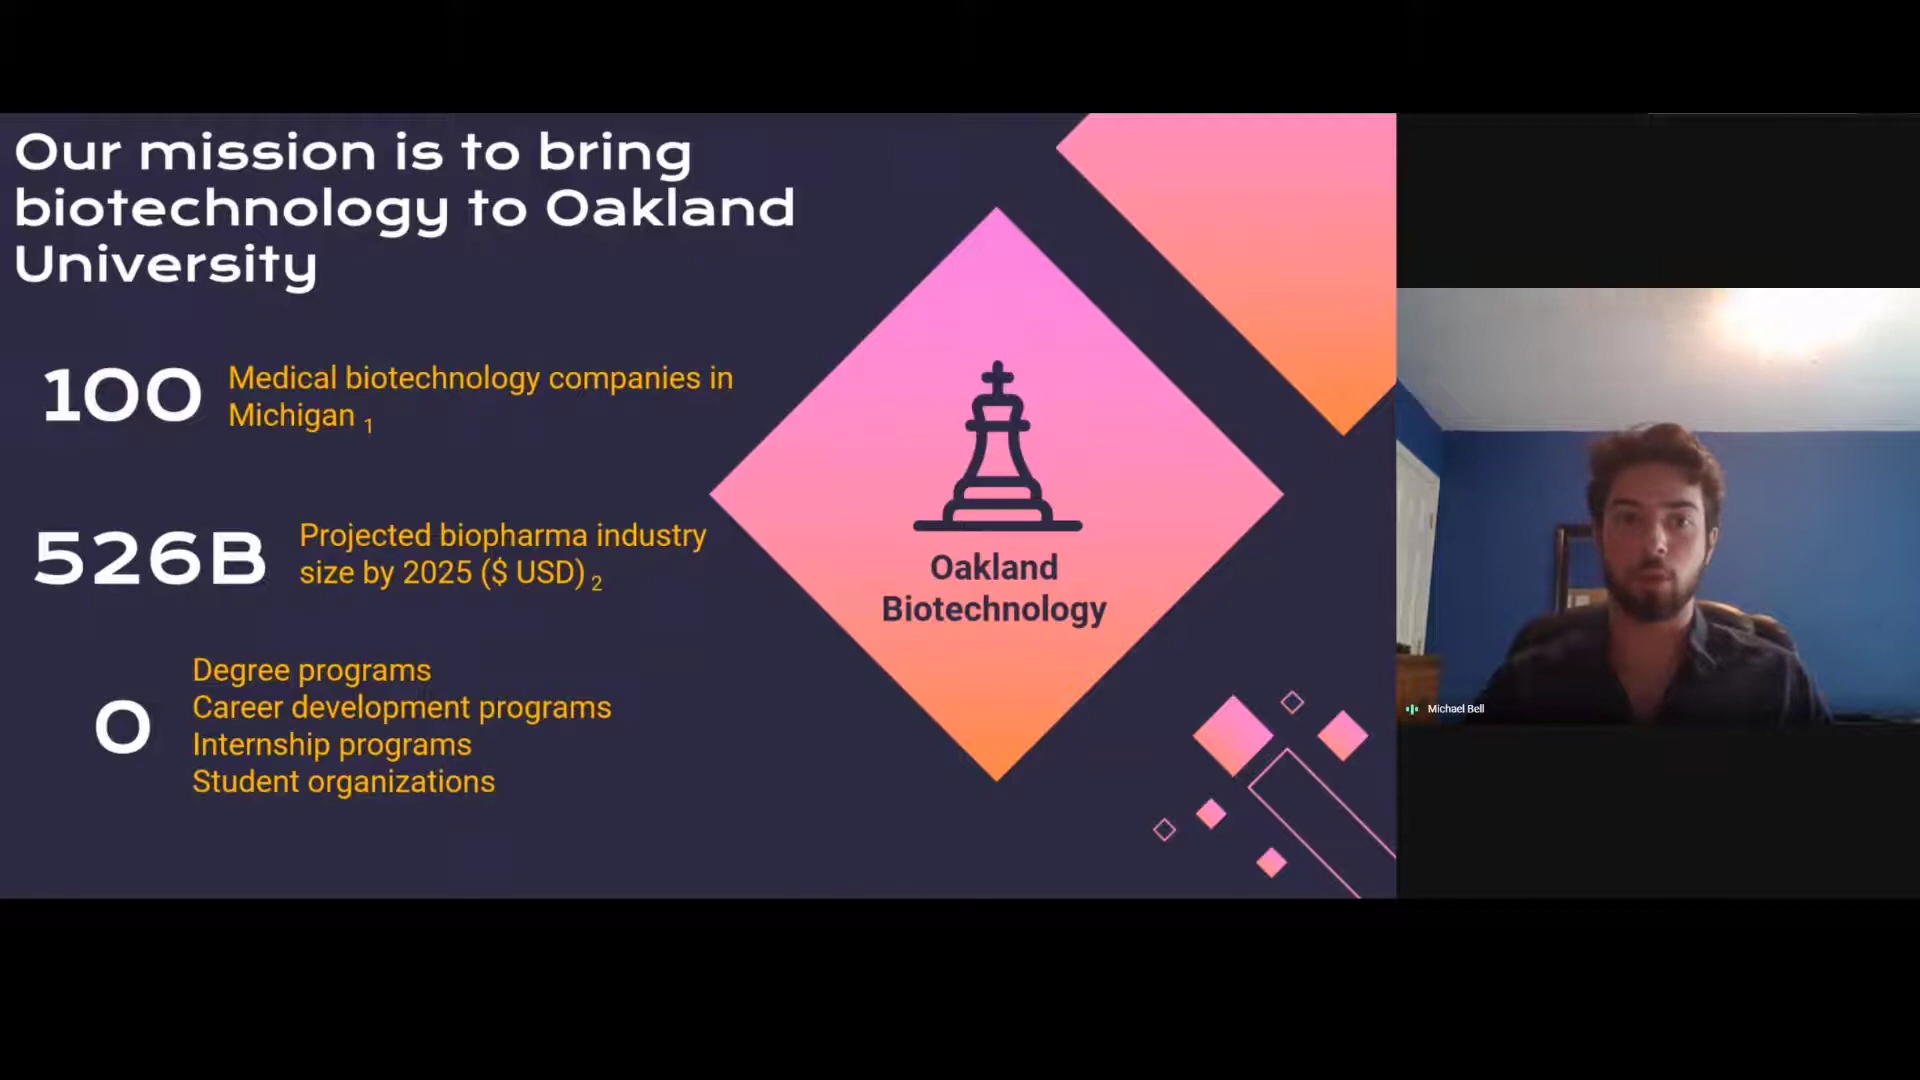 Our mission is to bring
biotechnology to Oakland
University
100
Medical biotechnology companies in
Michigan 1
526B
Projected biopharma industry
size by 2025 ($ USD) 2
0
Degree programs
Career development programs
Internship programs
Student organizations
Oakland
Biotechnology
Michael Bell